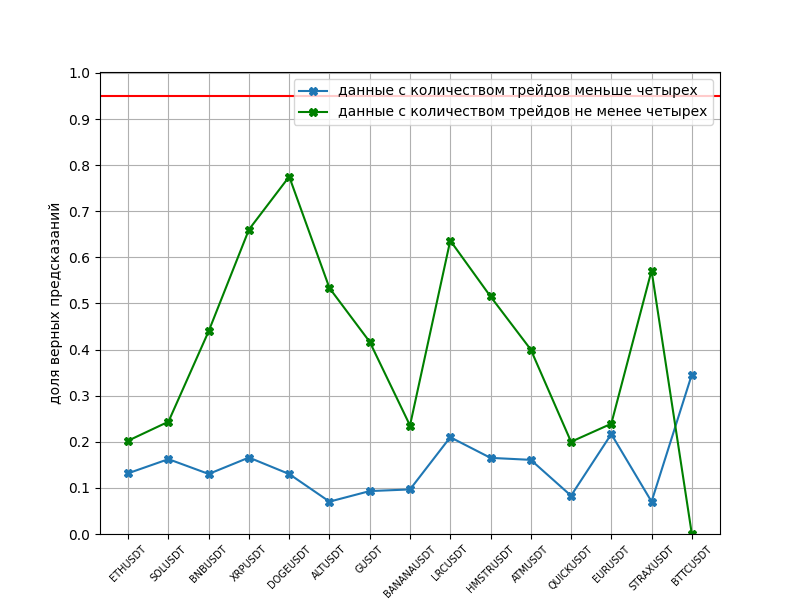 данные с количеством трейдов меньше четырех
данные с количеством трейдов не менее четырех
доля верных предсказаний
1.0
0.9
0.8
0.7
0.6
0.5
0.4
0.3
0.2
0.1
0.0
ETHUSDT
SOLUSDT
BNBUSDT
XRPUSDT
DOGEUSDT
ALTUSDT
GUSDT
BANANAUSDT
LRCUSDT
HMSTRUSDT
ATMUSDT
QUICKUSDT
EURUSDT
STRAXUSDT
BTTCUSDT